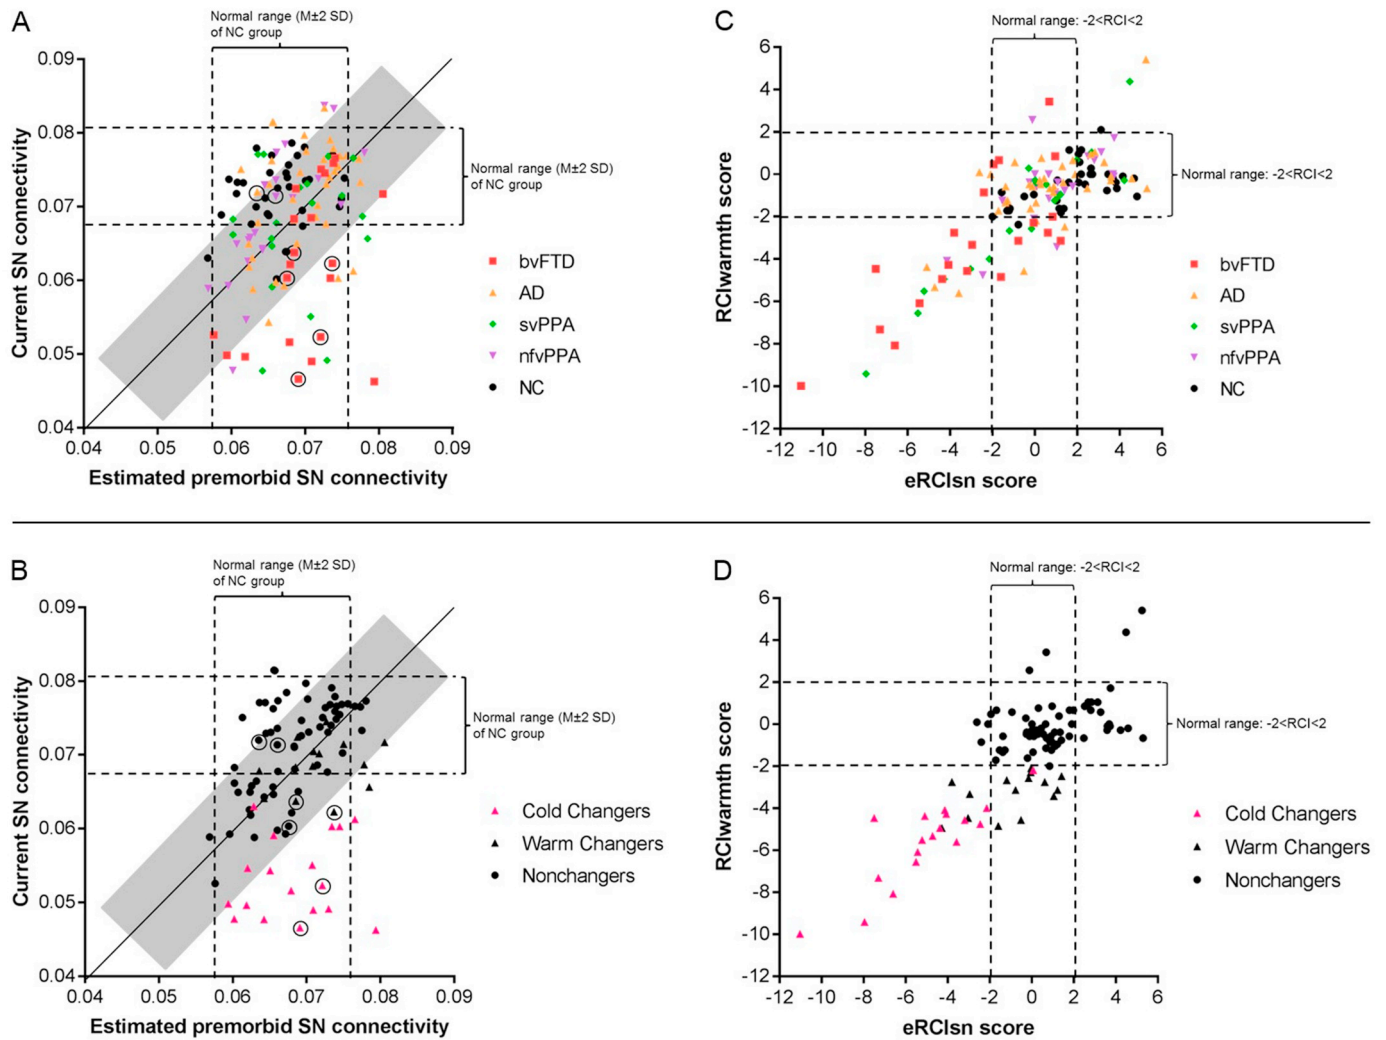 A
Normal range (M±2 SD)
of NC group
0.09
0.08
0.07
0.06
0.05
0.04
Current SN connectivity
0.04
0.05
0.06
0.07
0.08
0.09
Estimated premorbid SN connectivity
Normal range (M±2 SD)
of NC group
bvFTD
AD
svPPA
nfvPPA
NC
C
Normal range: -2<RCI<2
6
4
2
0
-2
-4
-6
-8
-10
-12
RCIwarmth score
-12
-10
-8
-6
-4
-2
0
2
4
6
eRCIsn score
Normal range: -2<RCI<2
bvFTD
AD
svPPA
nfvPPA
NC
B
Normal range (M±2 SD)
of NC group
0.09
0.08
0.07
0.06
0.05
0.04
Current SN connectivity
0.04
0.05
0.06
0.07
0.08
0.09
Estimated premorbid SN connectivity
Normal range (M±2 SD)
of NC group
Cold Changers
Warm Changers
Nonchangers
D
Normal range: -2<RCI<2
6
4
2
0
-2
-4
-6
-8
-10
-12
RCIwarmth score
-12
-10
-8
-6
-4
-2
0
2
4
6
eRCIsn score
Normal range: -2<RCI<2
Cold Changers
Warm Changers
Nonchangers